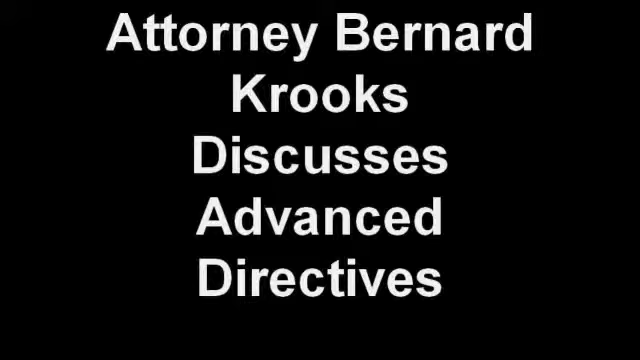 Attorney Bernard
Krooks
Discusses
Advanced
Directives